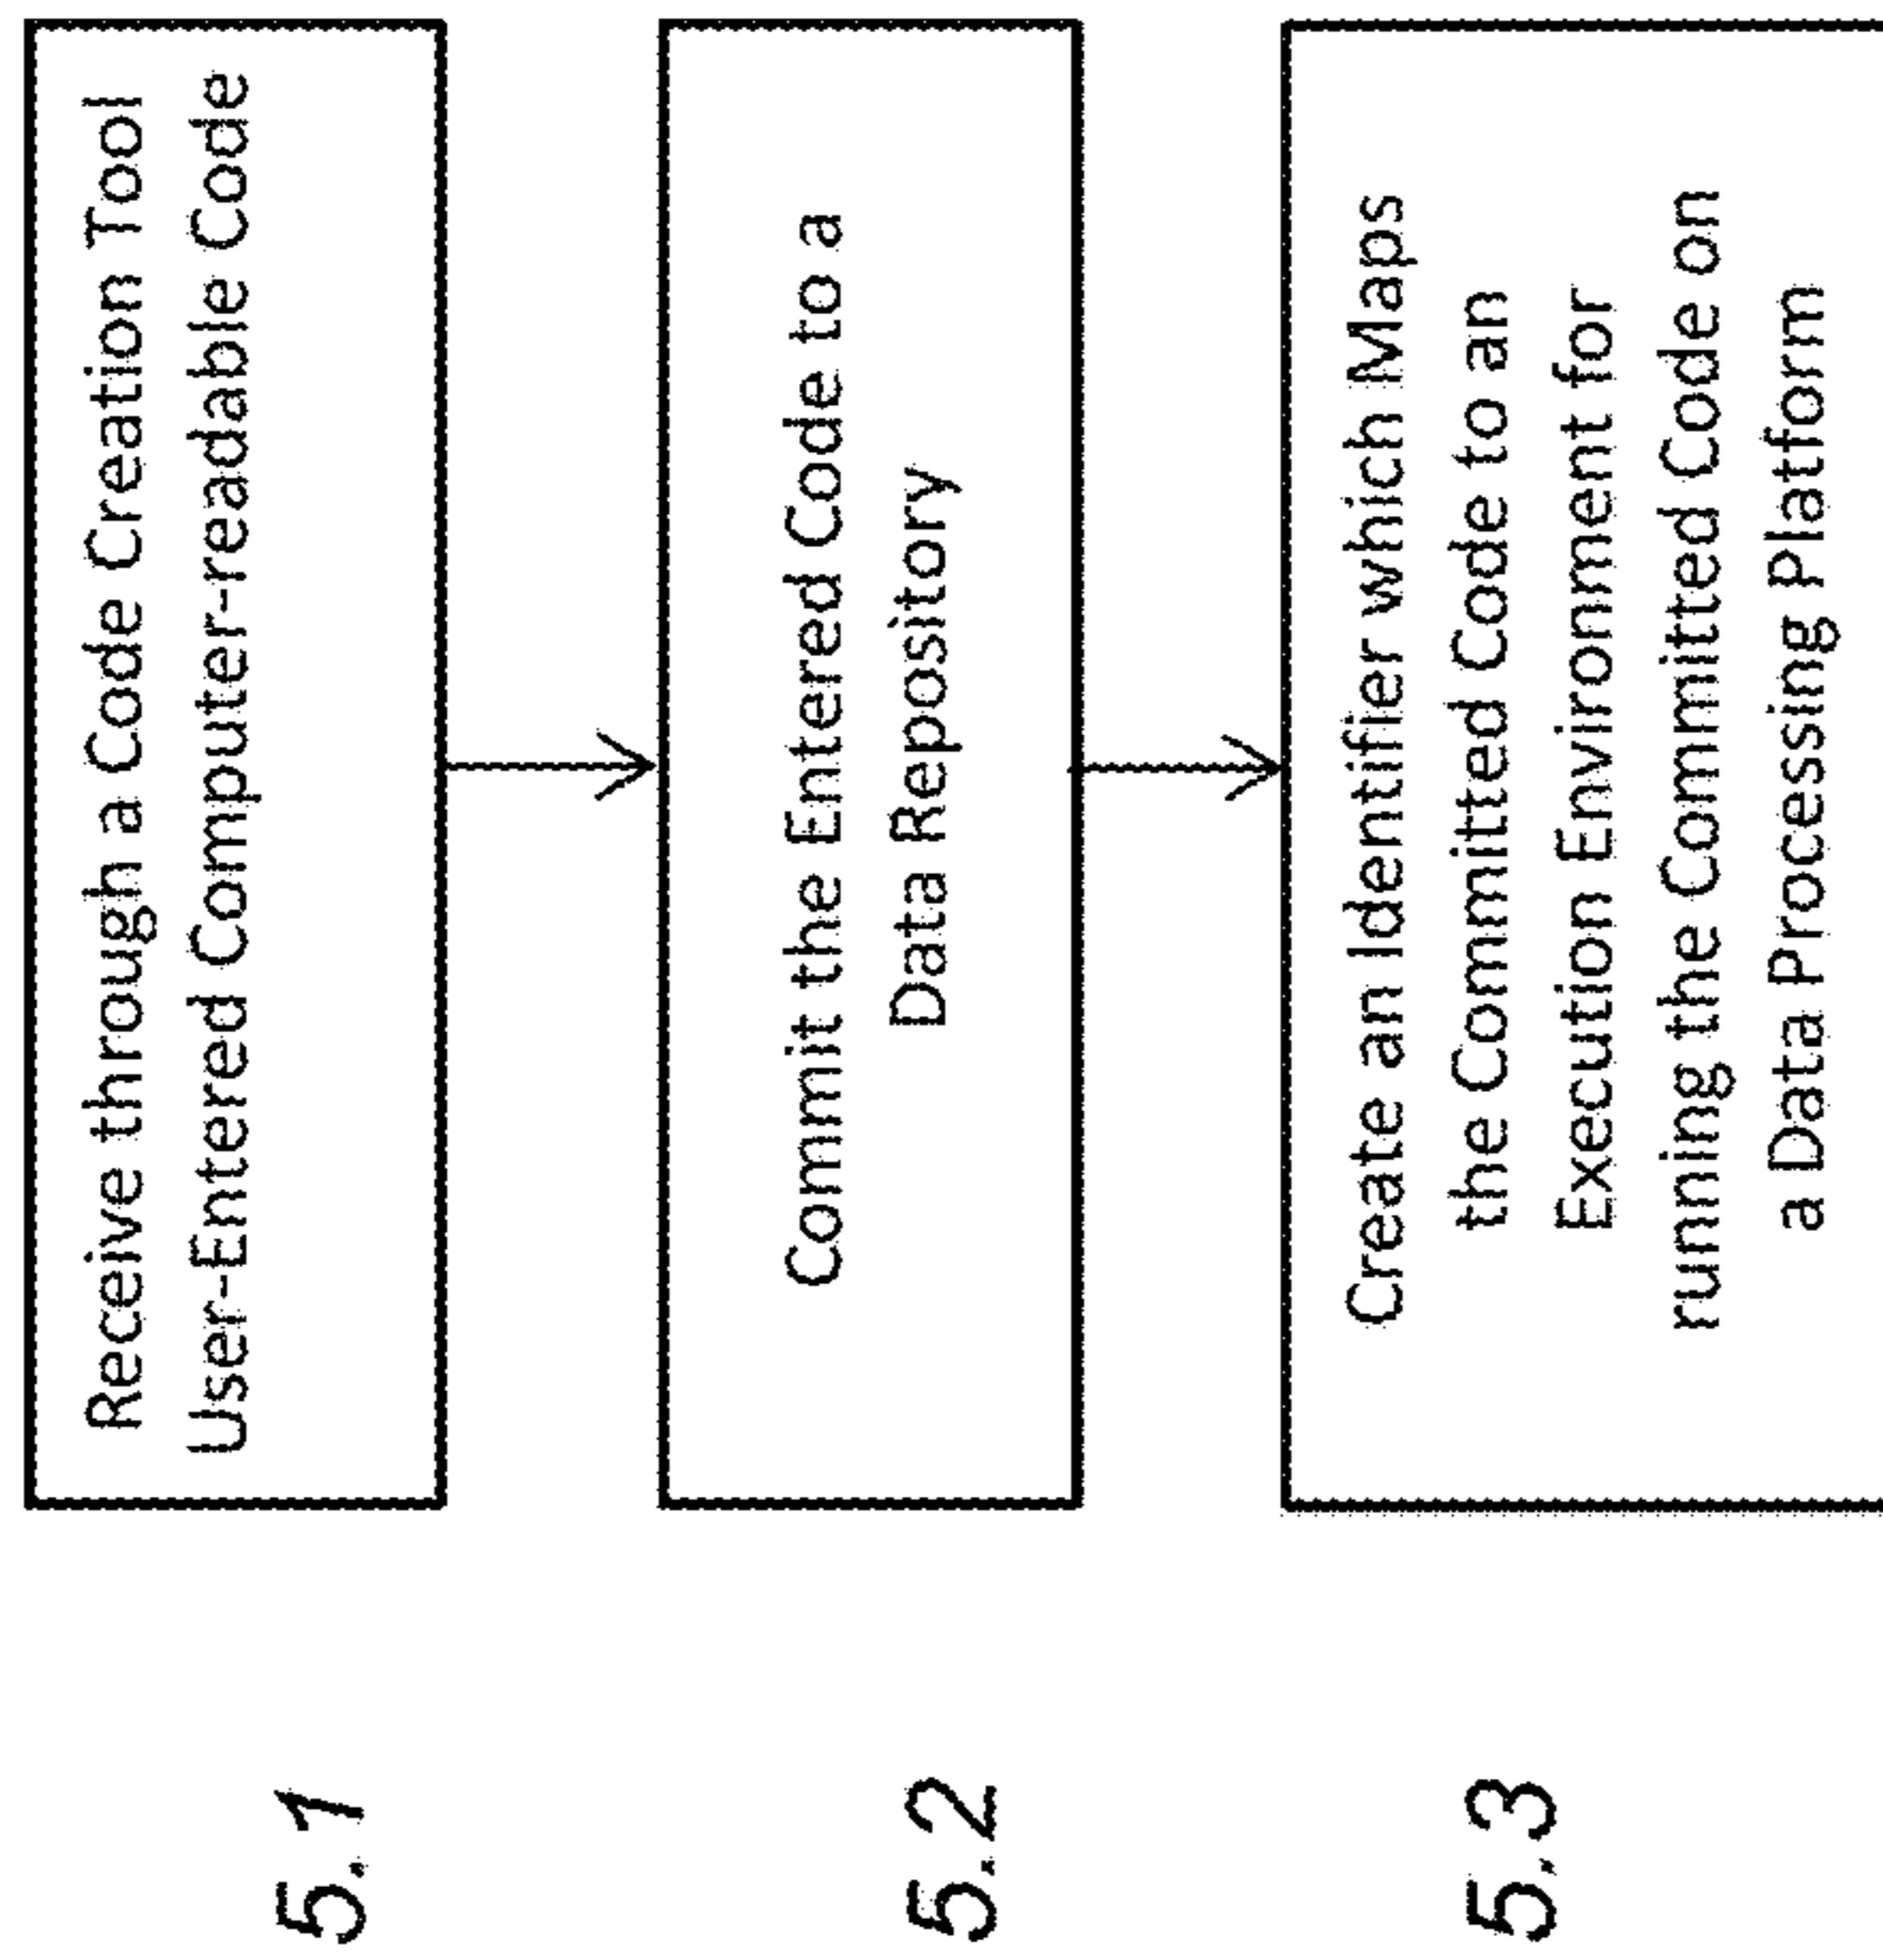 5.1
Receive through a Code Creation Tool
User-Entered Computer-readable Code
5.2
Commit the Entered Code to a
Data Repository
5.3
Create an Identifier which Maps
the Committed Code to an
Execution Environment for
running the Committed Code on
a Data Processing Platform